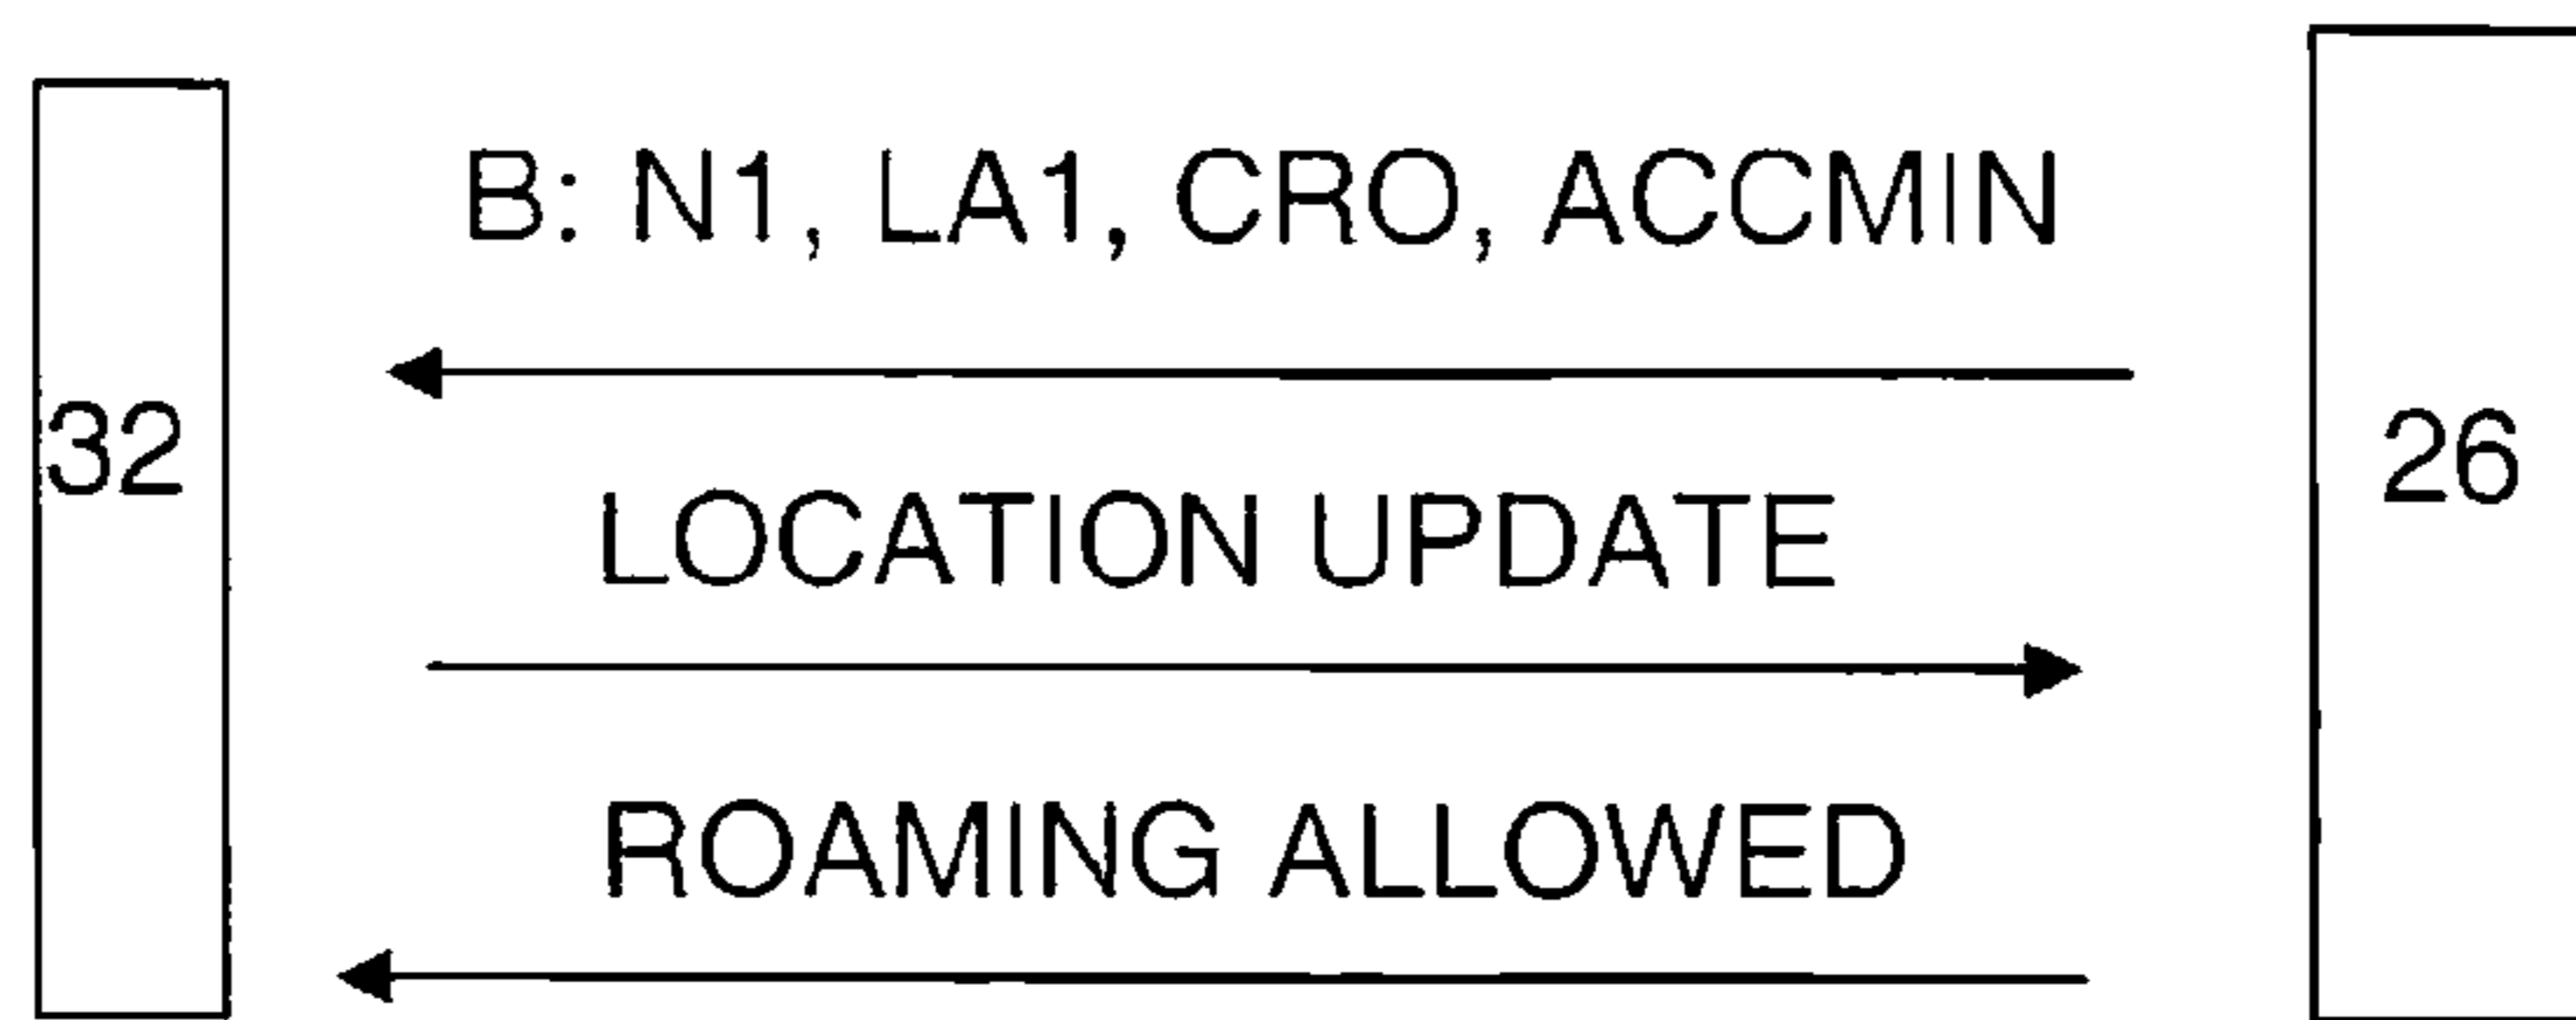 B: N1, LA1, CRO, ACCMIN
32
26
LOCATION UPDATE
ROAMING ALLOWED